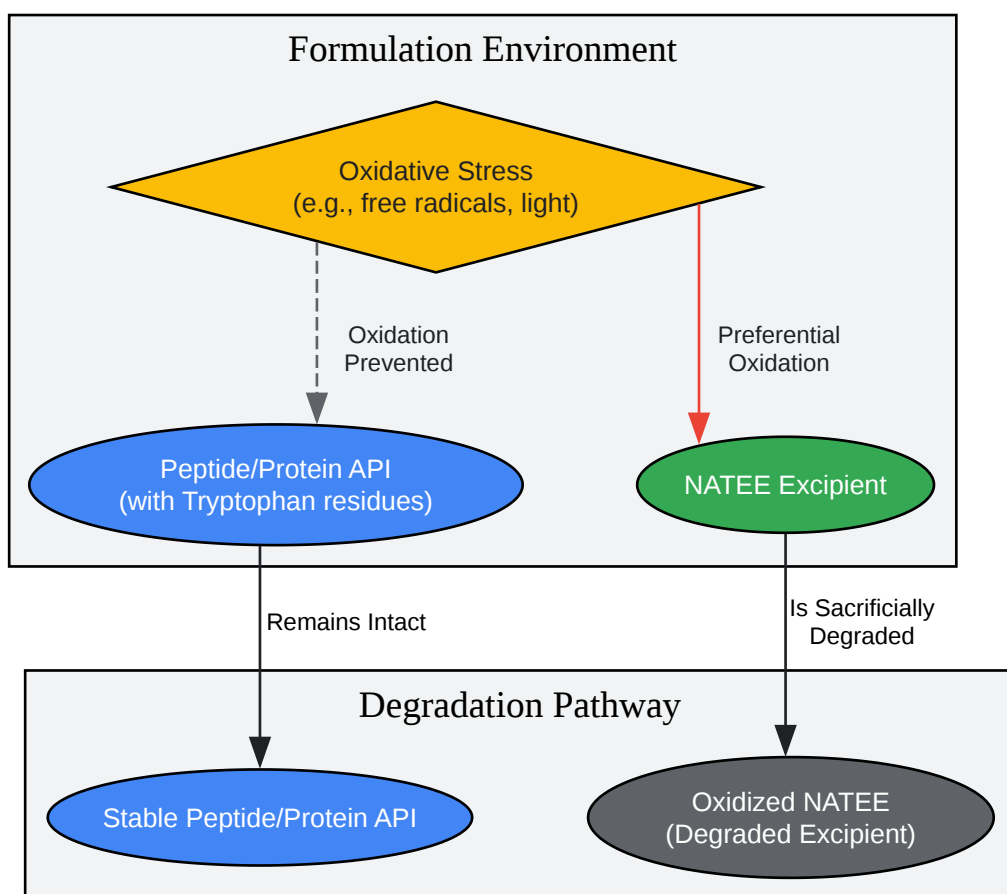 Formulation Environment
Oxidative Stress
(e.g., free radicals, light)
Oxidation
Prevented
Preferential
Oxidation
Peptide/Protein API
(with Tryptophan residues)
NATEE Excipient
Remains Intact
Is Sacrificially
Degraded
Degradation Pathway
Stable Peptide/Protein API
Oxidized NATEE
(Degraded Excipient)